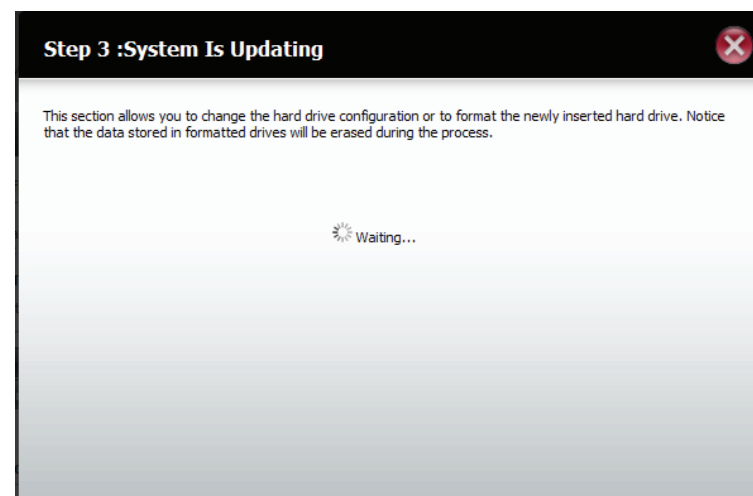 Step 3 :System Is Updating
This section allows you to change the hard drive configuration or to format the newly inserted hard drive. Notice
that the data stored in formatted drives will be erased during the process.
Waiting...